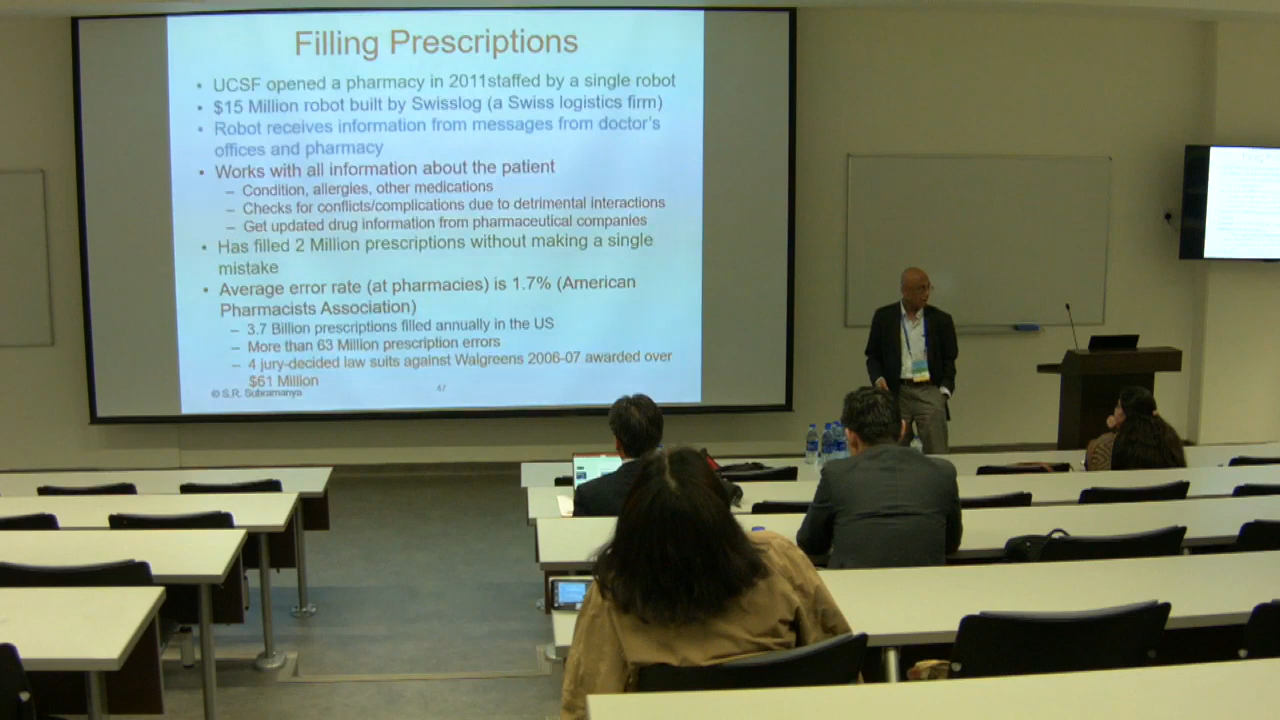 Filling Prescriptions
• UCSF opened a pharmacy in 2011staffed by a single robot
• $15 Million robot built by Swisslog (a Swiss logistics firm)
• Robot receives information from messages from doctor's
offices and pharmacy
• Works with all information about the patient
– Condition, allergies, other medications
– Checks for conflicts/complications due to detrimental interactions
– Get updated drug information from pharmaceutical companies
• Has filled 2 Million prescriptions without making a single
mistake
• Average error rate (at pharmacies) is 1.7% (American
Pharmacists Association)
– 3.7 Billion prescriptions filled annually in the US
– More than 63 Million prescription errors
– 4 jury-decided law suits against Walgreens 2006-07 awarded over
$61 Million
© S.R. Subramanya
47